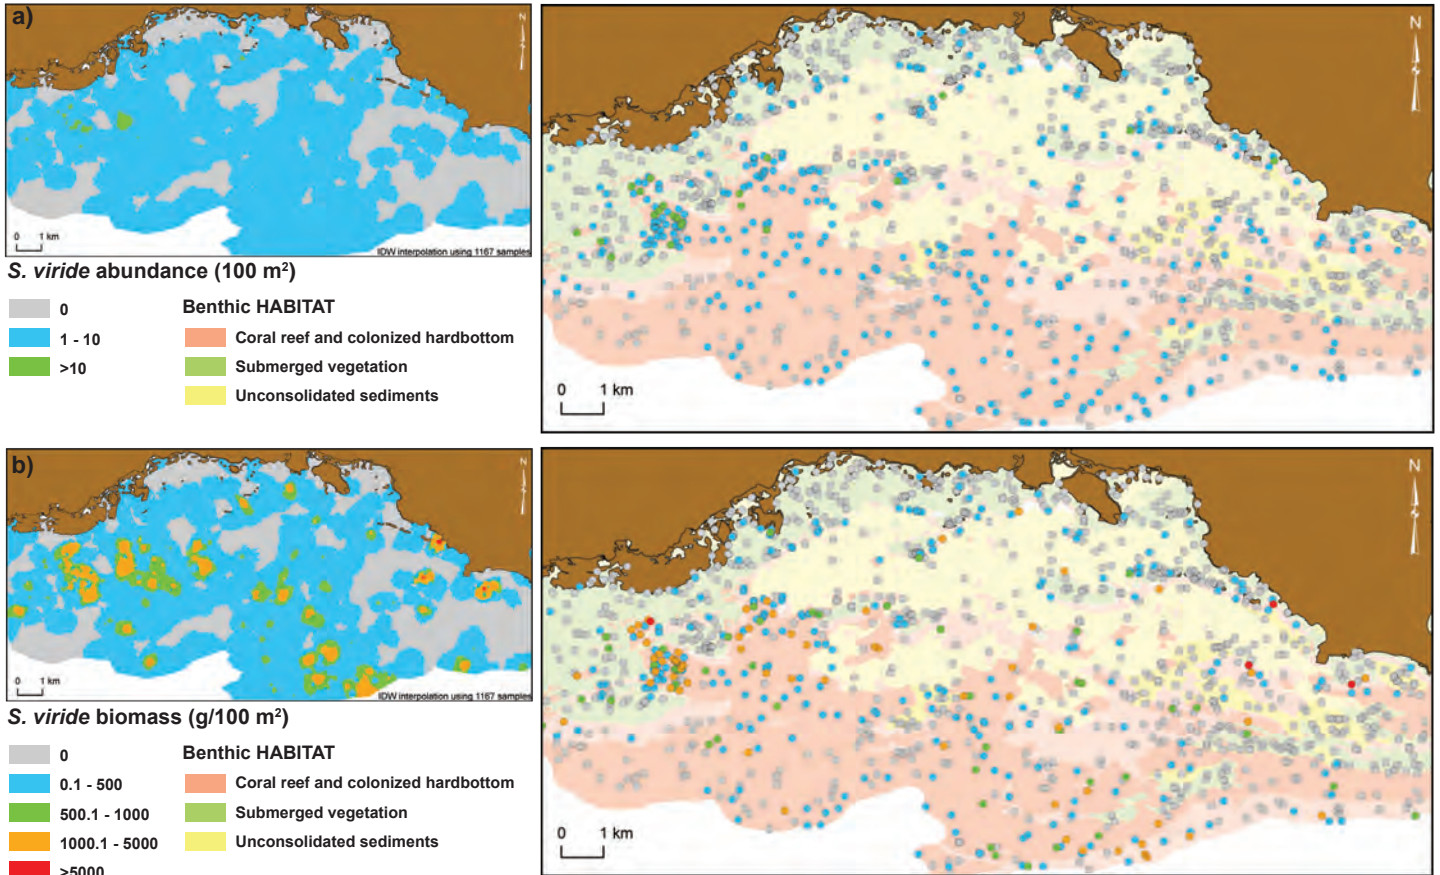 a)
N
0 1 km
IDW interpolation using 1167 samples
S. viride abundance (100 m²)
0
1 - 10
>10
Benthic HABITAT
Coral reef and colonized hardbottom
Submerged vegetation
Unconsolidated sediments
N
0 1 km
b)
N
0 1 km
IDW interpolation using 1167 samples
S. viride biomass (g/100 m²)
0
0.1 - 500
500.1 - 1000
1000.1 - 5000
>5000
Benthic HABITAT
Coral reef and colonized hardbottom
Submerged vegetation
Unconsolidated sediments
N
0 1 km